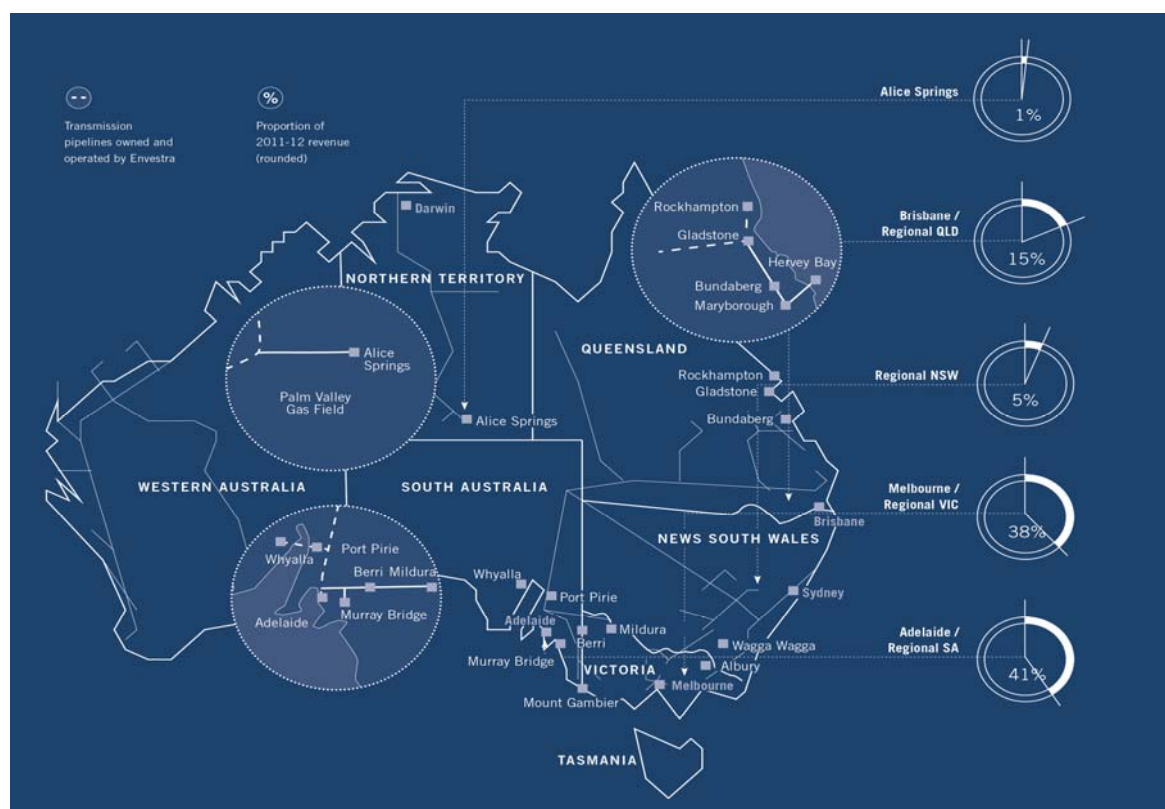 Transmission
pipelines owned and
operated by Envestra
%
Proportion of
2011-12 revenue
(rounded)
Alice Springs
1%
Brisbane /
Regional QLD
15%
Regional NSW
5%
Melbourne /
Regional VIC
38%
Adelaide /
Regional SA
41%
Darwin
NORTHERN TERRITORY
Rockhampton
Gladstone
Hervey Bay
Bundaberg
Maryborough
Alice
Springs
Palm Valley
Gas Field
QUEENSLAND
Rockhampton
Gladstone
Bundaberg
Alice Springs
WESTERN AUSTRALIA
SOUTH AUSTRALIA
Brisbane
NEWS SOUTH WALES
Whyalla
Port Pirie
Berri Mildura
Adelaide
Murray Bridge
Whyalla
Port Pirie
Sydney
Adelaide
Berri
Mildura
Murray Bridge
Wagga Wagga
VICTORIA
Albury
Melbourne
Mount Gambier
TASMANIA